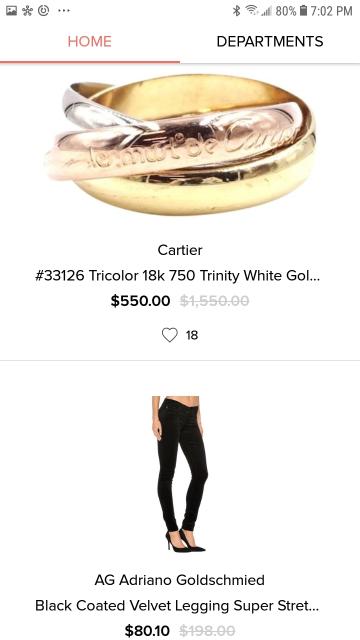 80% 7:02 PM
HOME DEPARTMENTS
Cartier
#33126 Tricolor 18k 750 Trinity White Gol...
$550.00 $1,550.00
18
AG Adriano Goldschmied
Black Coated Velvet Legging Super Stret...
$80.10 $198.00